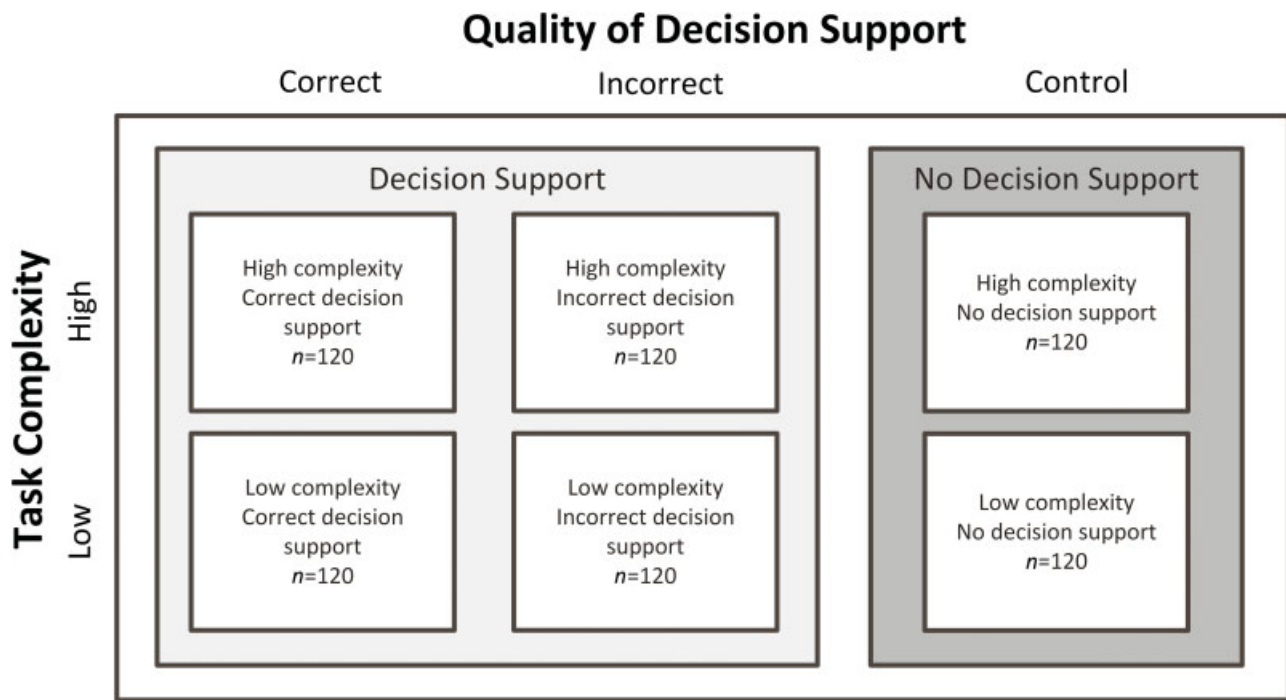 Quality of Decision Support
Correct
Incorrect
Control
Decision Support
No Decision Support
Task Complexity
High
High complexity
Correct decision
support
n=120
High complexity
Incorrect decision
support
n=120
High complexity
No decision support
n=120
Low
Low complexity
Correct decision
support
n=120
Low complexity
Incorrect decision
support
n=120
Low complexity
No decision support
n=120